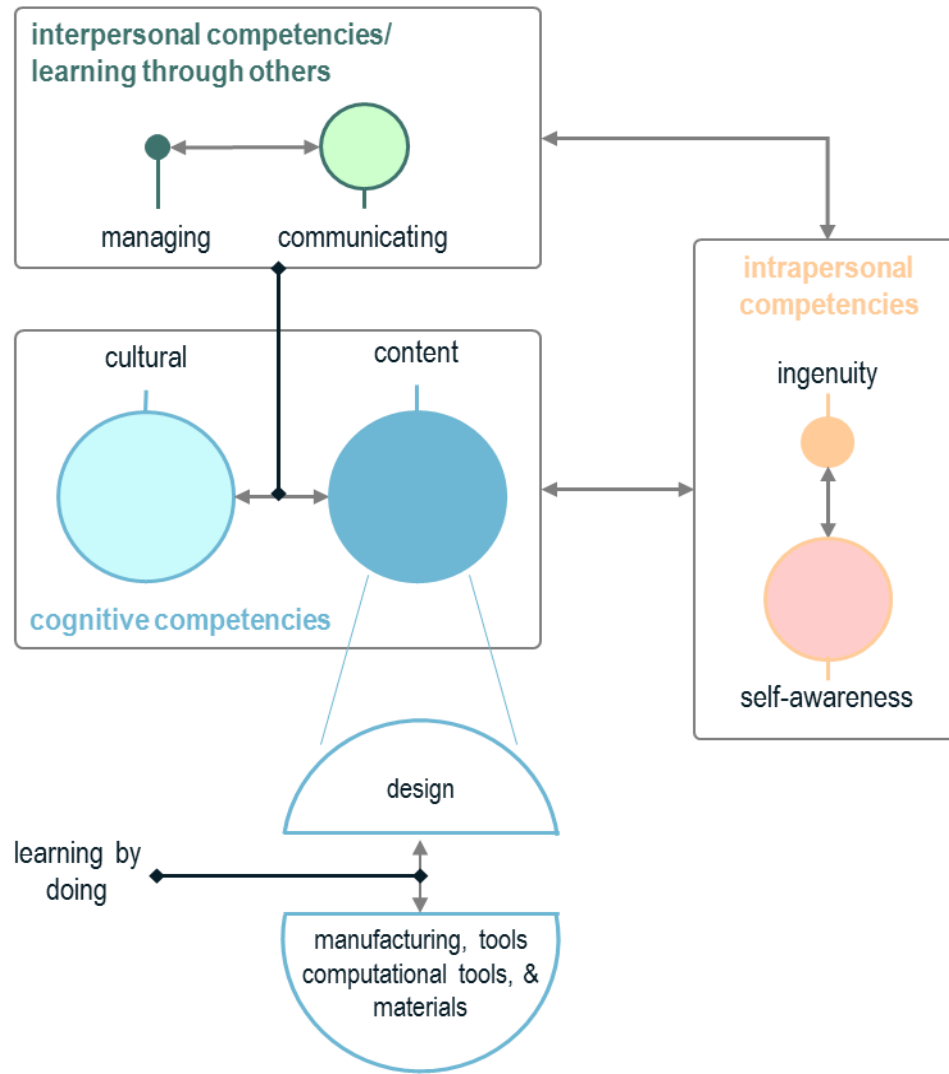 interpersonal competencies/
learning through others
managing
communicating
cultural
content
cognitive competencies
intrapersonal
competencies
ingenuity
self-awareness
design
learning by
doing
manufacturing, tools
computational tools, &
materials